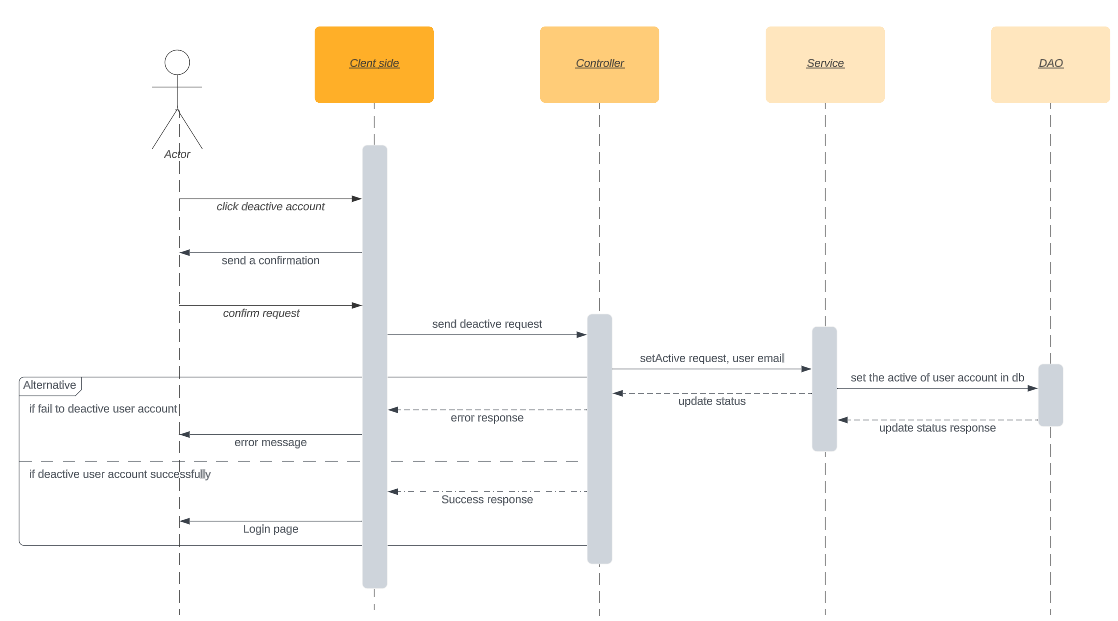 Clent side
Controller
Service
DAO
Actor
click deactive account
send a confirmation
confirm request
send deactive request
setActive request, user email
set the active of user account in db
Alternative
update status
if fail to deactive user account
error response
update status response
error message
if deactive user account successfully
Success response
Login page